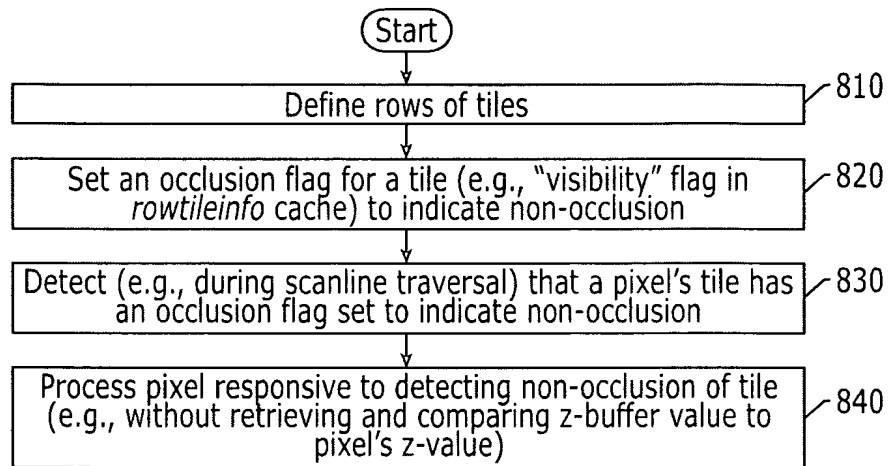 Start
Define rows of tiles
810
Set an occlusion flag for a tile (e.g., “visibility” flag in
rowtileinfo cache) to indicate non-occlusion
820
Detect (e.g., during scanline traversal) that a pixel's tile has
an occlusion flag set to indicate non-occlusion
830
Process pixel responsive to detecting non-occlusion of tile
(e.g., without retrieving and comparing z-buffer value to
pixel's z-value)
840